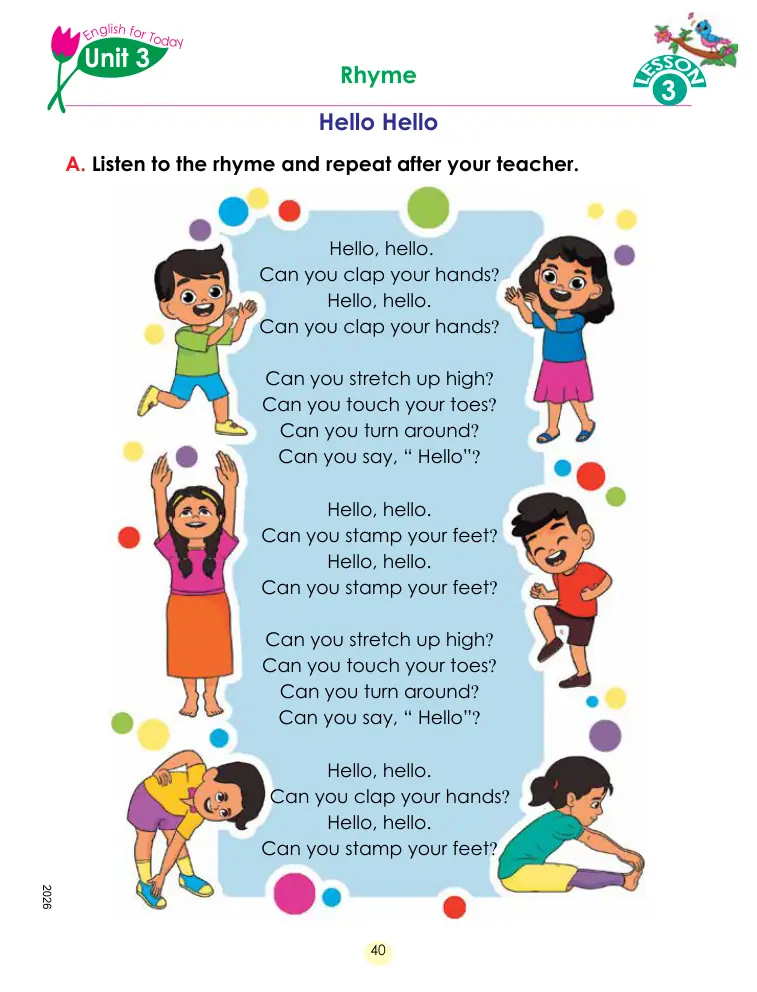 English for Today
Unit 3
Rhyme
LESSON
3
Hello Hello
A. Listen to the rhyme and repeat after your teacher.
Hello, hello.
Can you clap your hands?
Hello, hello.
Can you clap your hands?
Can you stretch up high?
Can you touch your toes?
Can you turn around?
Can you say, “ Hello”?
Hello, hello.
Can you stamp your feet?
Hello, hello.
Can you stamp your feet?
Can you stretch up high?
Can you touch your toes?
Can you turn around?
Can you say, “ Hello”?
Hello, hello.
Can you clap your hands?
Hello, hello.
Can you stamp your feet?
2026
40